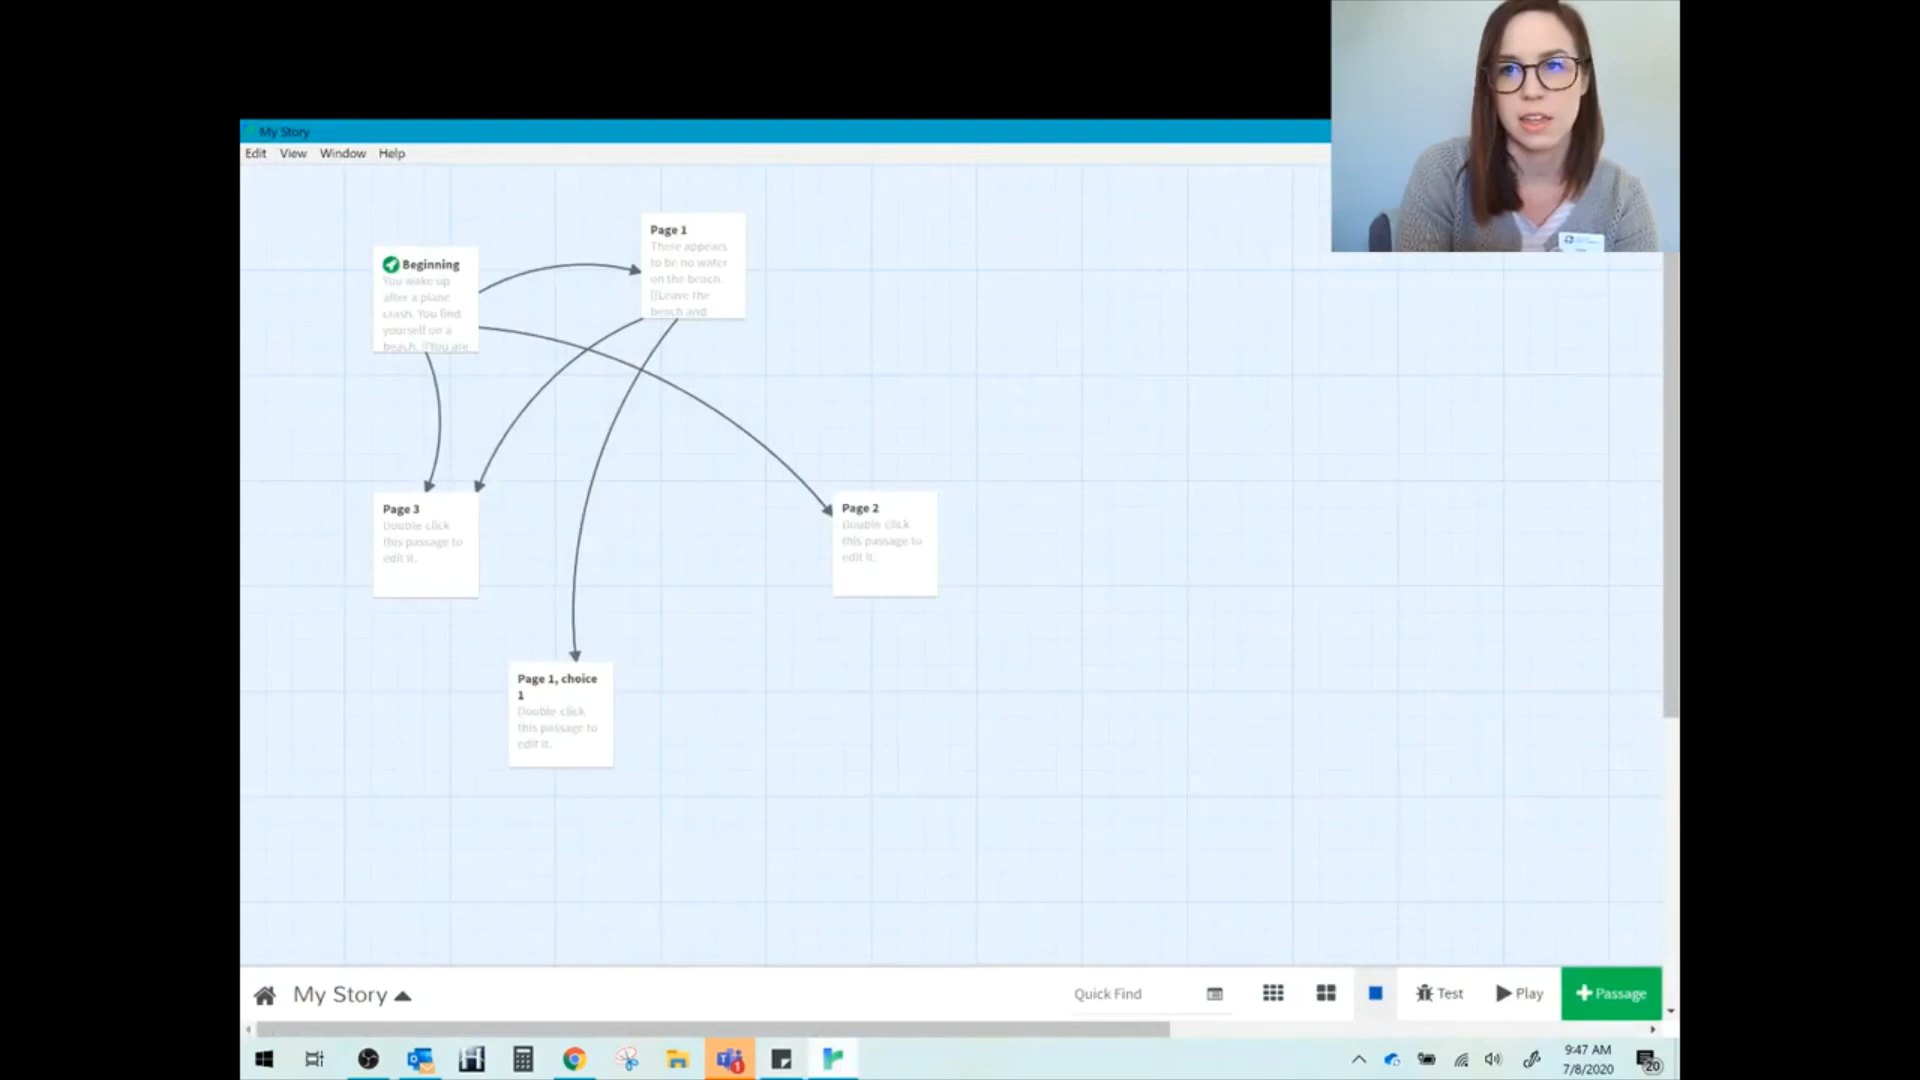 My Story
Edit View Window Help
Beginning
You wake up
after a plane
crash. You find
yourself on a
beach. [[You are
Page 1
There appears
to be no water
on the beach.
[[Leave the
beach and
Page 3
Double-click
this passage to
edit it.
Page 2
Double-click
this passage to
edit it.
Page 1, choice
1
Double-click
this passage to
edit it.
My Story
Quick Find
Test
Play
Passage
1
9:47 AM
7/8/2020
20